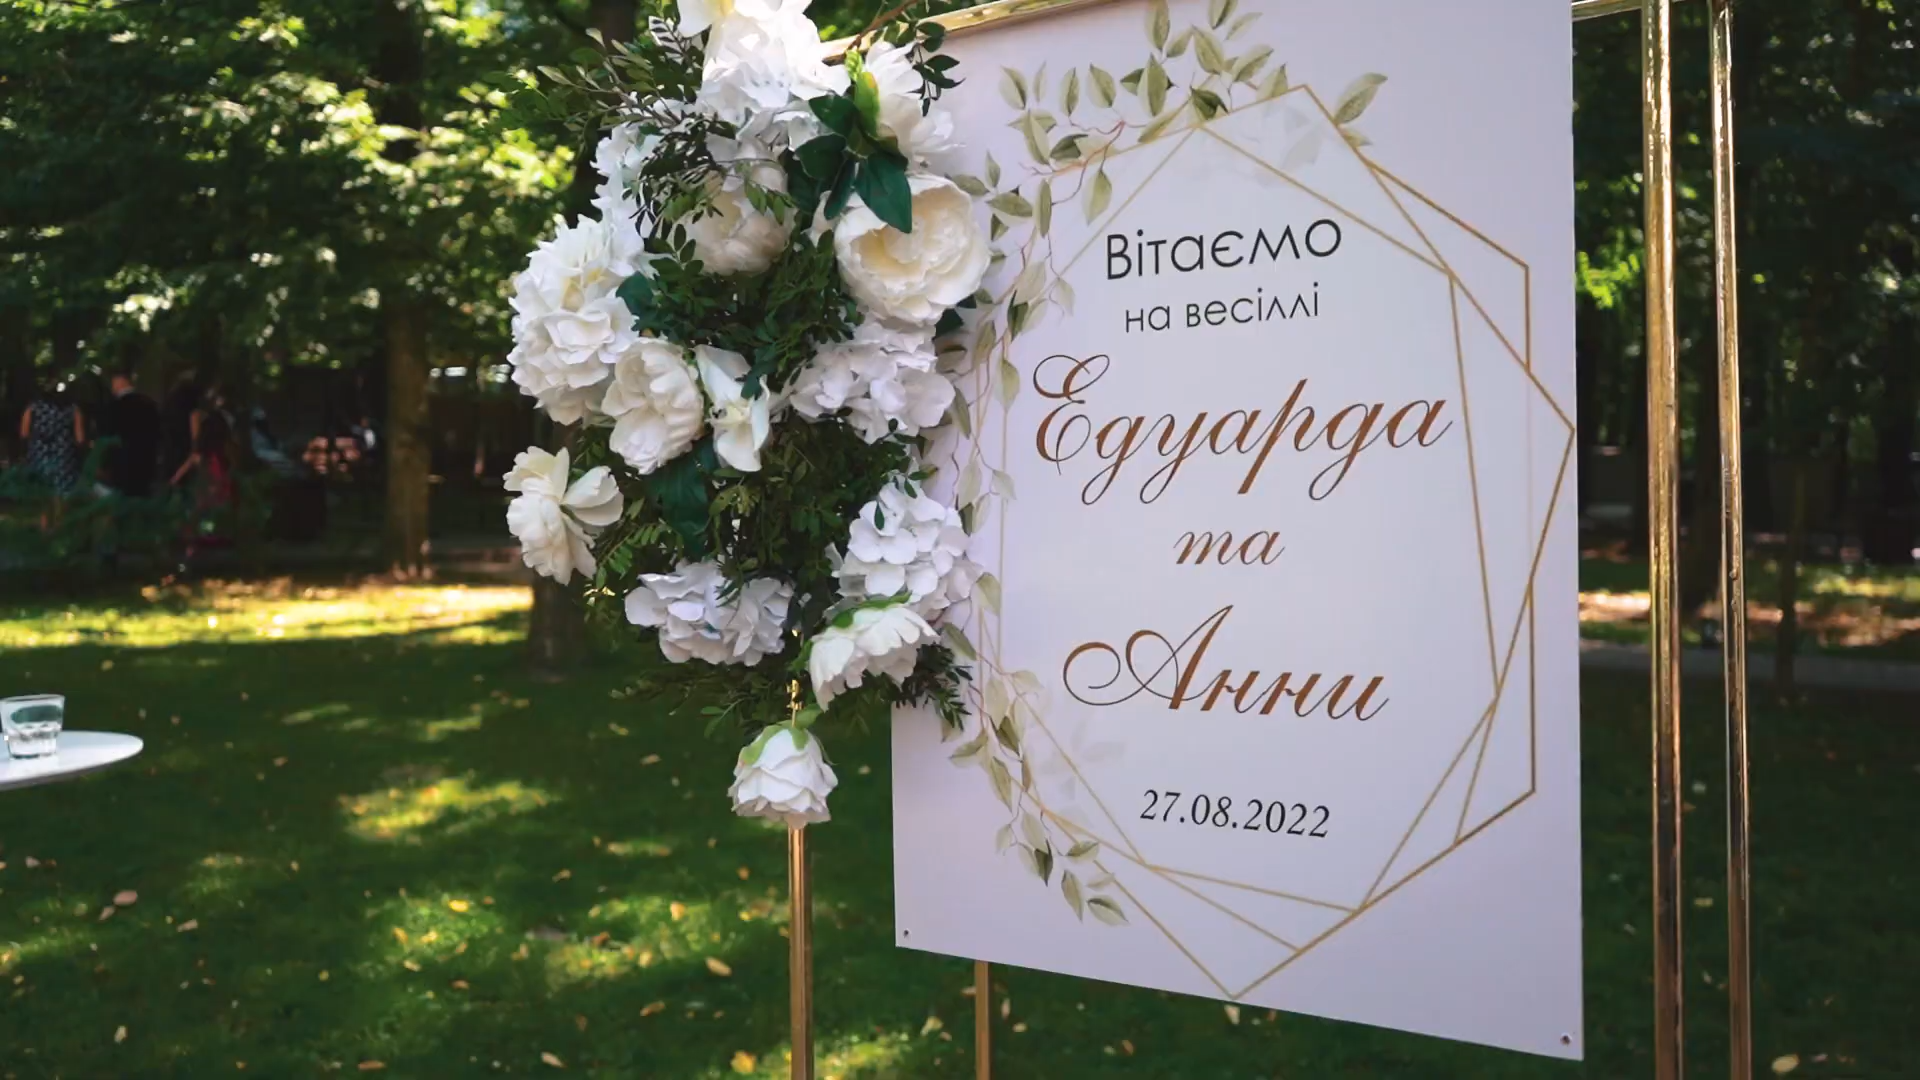 Вітаємо
на весіллі
Едуарда
та
Анни
27.08.2022